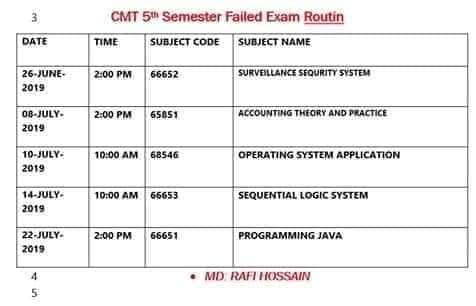 3
CMT 5th Semester Failed Exam Routin
DATE TIME SUBJECT CODE SUBJECT NAME
26-JUNE-2019 2:00 PM 66652 SURVEILLANCE SEQURITY SYSTEM
08-JULY-2019 2:00 PM 65851 ACCOUNTING THEORY AND PRACTICE
10-JULY-2019 10:00 AM 68546 OPERATING SYSTEM APPLICATION
14-JULY-2019 10:00 AM 66653 SEQUENTIAL LOGIC SYSTEM
22-JULY-2019 2:00 PM 66651 PROGRAMMING JAVA
4
• MD: RAFI HOSSAIN
5